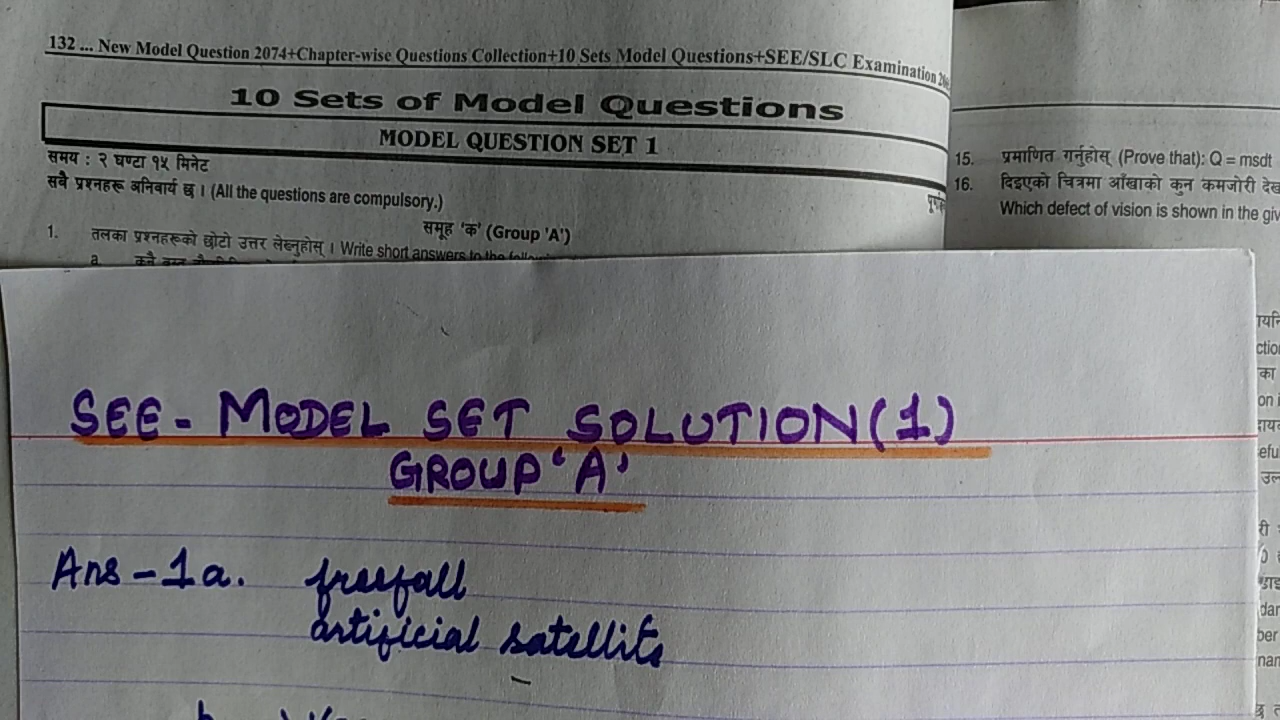 132 ... New Model Question 2074+Chapter-wise Questions Collection+10 Sets Model Questions+SEE/SLC Examination
10 Sets of Model Questions
MODEL QUESTION SET 1
समय : २ घण्टा १५ मिनेट
सबै प्रश्नहरू अनिवार्य छ । (All the questions are compulsory.)
समूह 'क' (Group 'A')
1. तलका प्रश्नहरूको छोटो उत्तर लेख्नुहोस् । Write short answers to the
a
15. प्रमाणित गर्नुहोस् (Prove that): Q = msdt
16. दिइएको चित्रमा आँखाको कुन कमजोरी
Which defect of vision is shown in the
SEE - MODEL SET SOLUTION (1)
GROUP 'A'
Ans - 1a. freefall
artificial satellite